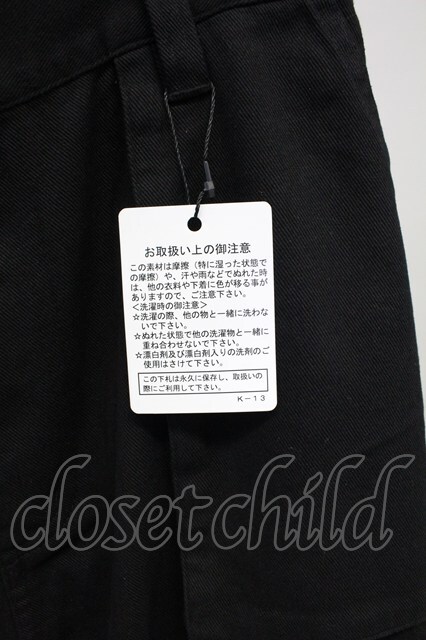 お取扱い上の御注意
この素材は摩擦（特に湿った状態で
の摩擦）や、汗や雨などでぬれた時
は、他の衣料や下着に色が移る事が
ありますので、ご注意下さい。
＜洗濯時の御注意＞
☆洗濯の際、他の物と一緒に洗わな
いで下さい。
☆ぬれた状態で他の洗濯物と一緒に
重ね合わせないで下さい。
☆漂白剤及び漂白剤入りの洗剤のご
使用はさけて下さい。
この下札は永久に保存し、取扱いの
際にご利用して下さい。
K－13
closetchild